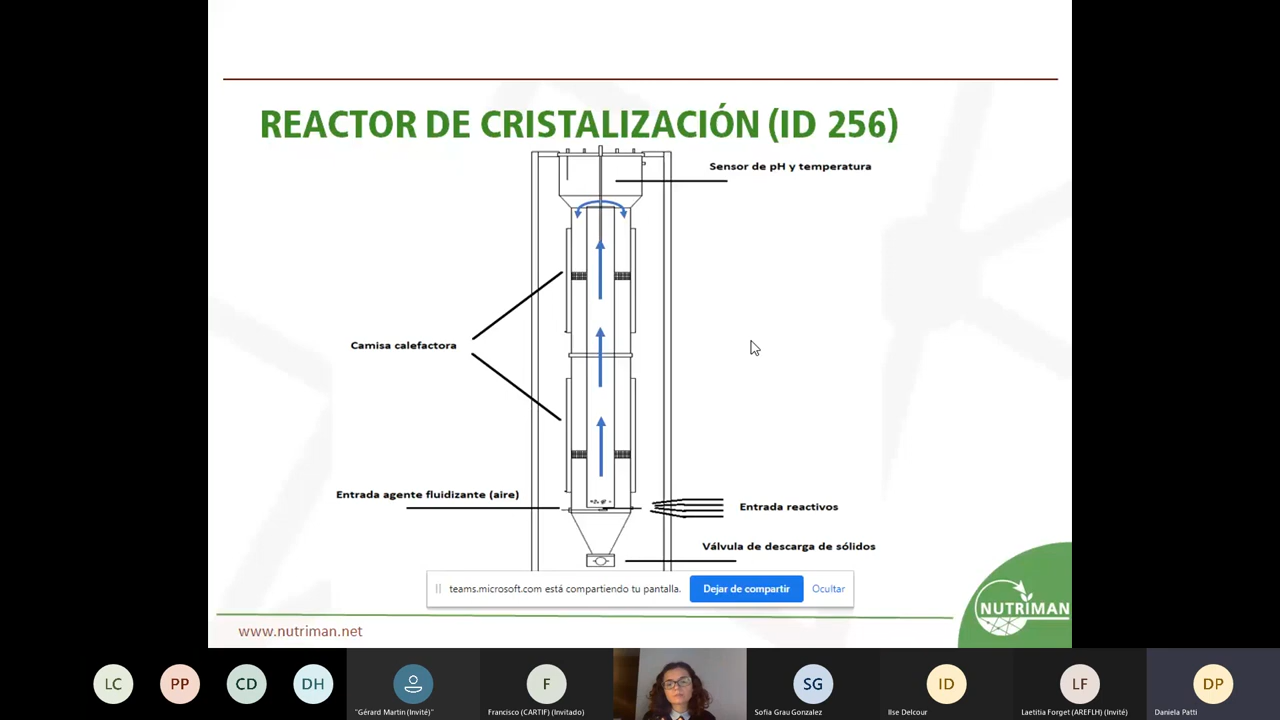 REACTOR DE CRISTALIZACIÓN (ID 256)
Sensor de pH y temperatura
Camisa calefactora
Entrada agente fluidizante (aire)
Entrada reactivos
Válvula de descarga de sólidos
teams.microsoft.com está compartiendo tu pantalla.
Dejar de compartir
Ocultar
NUTRIMAN
www.nutriman.net
LC
PP
CD
DH
"Gérard Martin (Invité)"
F
Francisco (CARTIF) (Invitado)
SG
Sofia Grau Gonzalez
ID
Ilse Delcour
LF
Laetitia Forget (AREFLH) (Invité)
DP
Daniela Patti